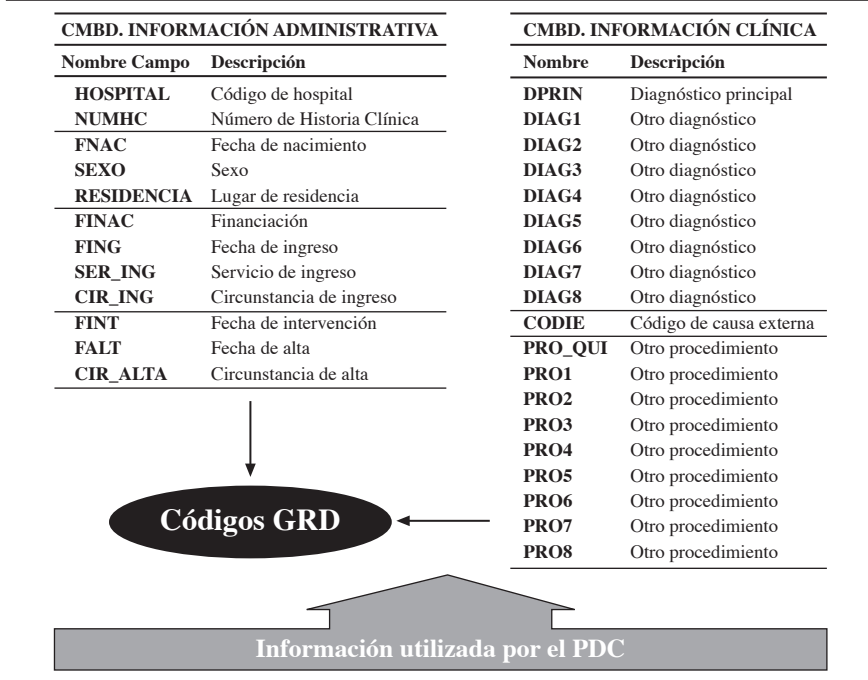 CMBD. INFORMACIÓN ADMINISTRATIVA
Nombre Campo Descripción
HOSPITAL Código de hospital
NUMHC Número de Historia Clínica
FNAC Fecha de nacimiento
SEXO Sexo
RESIDENCIA Lugar de residencia
FINAC Financiación
FING Fecha de ingreso
SER_ING Servicio de ingreso
CIR_ING Circunstancia de ingreso
FINT Fecha de intervención
FALT Fecha de alta
CIR_ALTA Circunstancia de alta
CMBD. INFORMACIÓN CLÍNICA
Nombre Descripción
DPRIN Diagnóstico principal
DIAG1 Otro diagnóstico
DIAG2 Otro diagnóstico
DIAG3 Otro diagnóstico
DIAG4 Otro diagnóstico
DIAG5 Otro diagnóstico
DIAG6 Otro diagnóstico
DIAG7 Otro diagnóstico
DIAG8 Otro diagnóstico
CODIE Código de causa externa
PRO_QUI Otro procedimiento
PRO1 Otro procedimiento
PRO2 Otro procedimiento
PRO3 Otro procedimiento
PRO4 Otro procedimiento
PRO5 Otro procedimiento
PRO6 Otro procedimiento
PRO7 Otro procedimiento
PRO8 Otro procedimiento
Códigos GRD
Información utilizada por el PDC